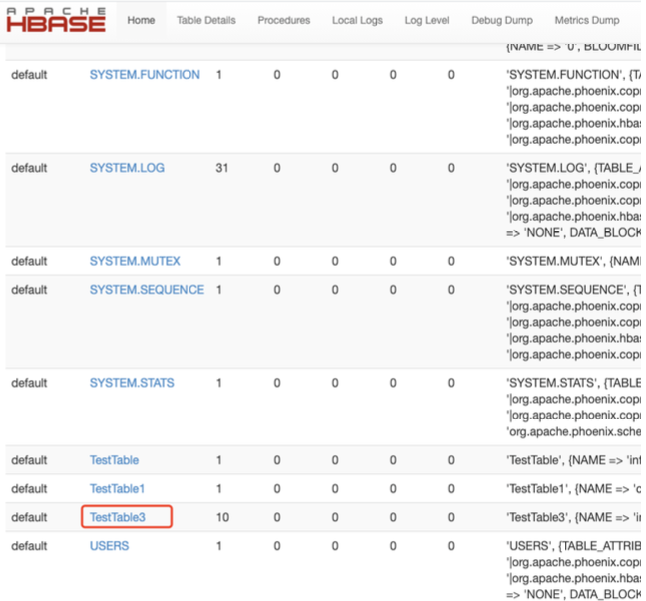 APACHE
HBASE Home Table Details Procedures Local Logs Log Level Debug Dump Metrics Dump
{NAME => '0', BLOOMFIL
default SYSTEM.FUNCTION 1 0 0 0 0 'SYSTEM.FUNCTION', {TA
'|org.apache.phoenix.copr
'|org.apache.phoenix.copr
'|org.apache.phoenix.hbas
'|org.apache.phoenix.copr
default SYSTEM.LOG 31 0 0 0 0 'SYSTEM.LOG', {TABLE_A
'|org.apache.phoenix.copr
'|org.apache.phoenix.copr
'|org.apache.phoenix.hbas
=> 'NONE', DATA_BLOCK
default SYSTEM.MUTEX 1 0 0 0 0 'SYSTEM.MUTEX', {NAM
default SYSTEM.SEQUENCE 1 0 0 0 0 'SYSTEM.SEQUENCE', {T
'|org.apache.phoenix.copr
'|org.apache.phoenix.copr
'|org.apache.phoenix.hbas
'|org.apache.phoenix.copr
default SYSTEM.STATS 1 0 0 0 0 'SYSTEM.STATS', {TABLE
'|org.apache.phoenix.copr
'|org.apache.phoenix.copr
'org.apache.phoenix.sche
default TestTable 1 0 0 0 0 'TestTable', {NAME => 'inf
default TestTable1 1 0 0 0 0 'TestTable1', {NAME => 'c
default TestTable3 10 0 0 0 0 'TestTable3', {NAME => 'ir
default USERS 1 0 0 0 0 'USERS', {TABLE_ATTRIB
'|org.apache.phoenix.copr
'|org.apache.phoenix.hbas
=> 'NONE', DATA_BLOCK